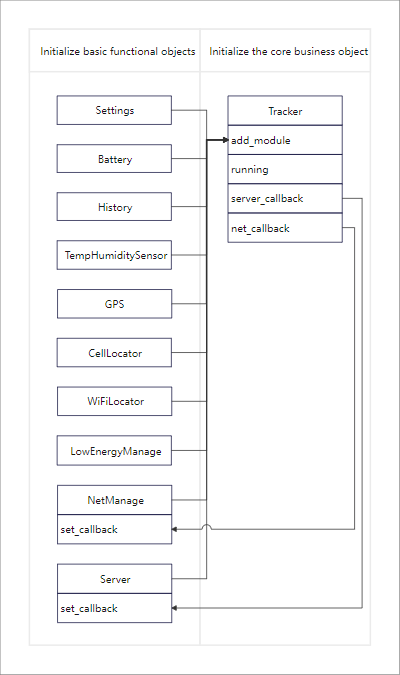 Initialize basic functional objects
Initialize the core business object
Settings
Battery
History
TempHumiditySensor
GPS
CellLocator
WiFiLocator
LowEnergyManage
NetManage
set_callback
Server
set_callback
Tracker
add_module
running
server_callback
net_callback